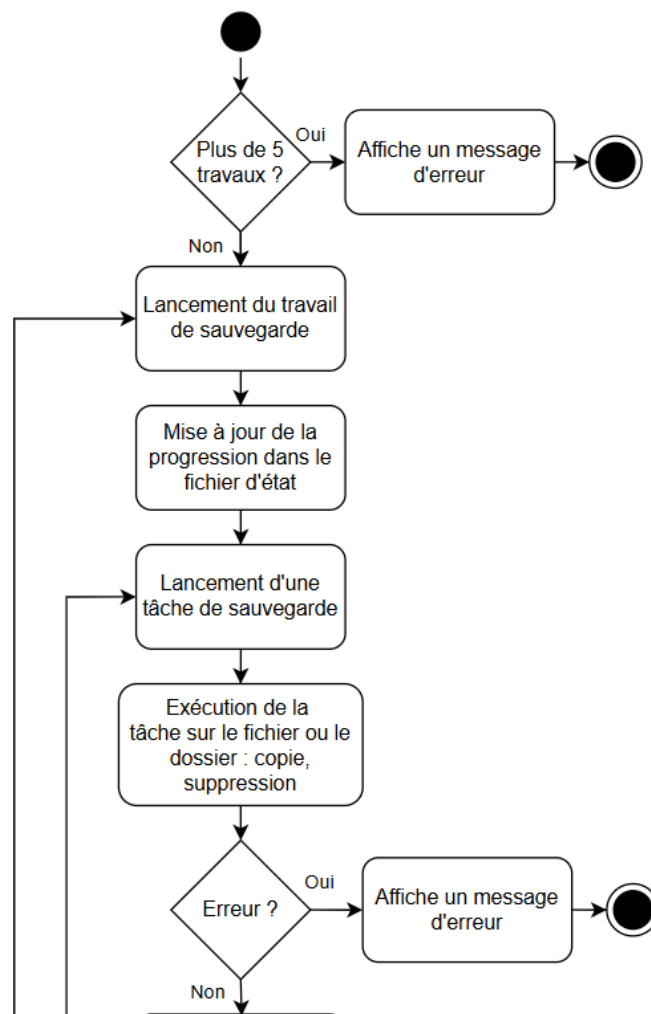 Plus de 5
travaux ?
Oui
Affiche un message
d'erreur
Non
Lancement du travail
de sauvegarde
Mise à jour de la
progression dans le
fichier d'état
Lancement d'une
tâche de sauvegarde
Exécution de la
tâche sur le fichier ou le
dossier : copie,
suppression
Erreur ?
Oui
Affiche un message
d'erreur
Non